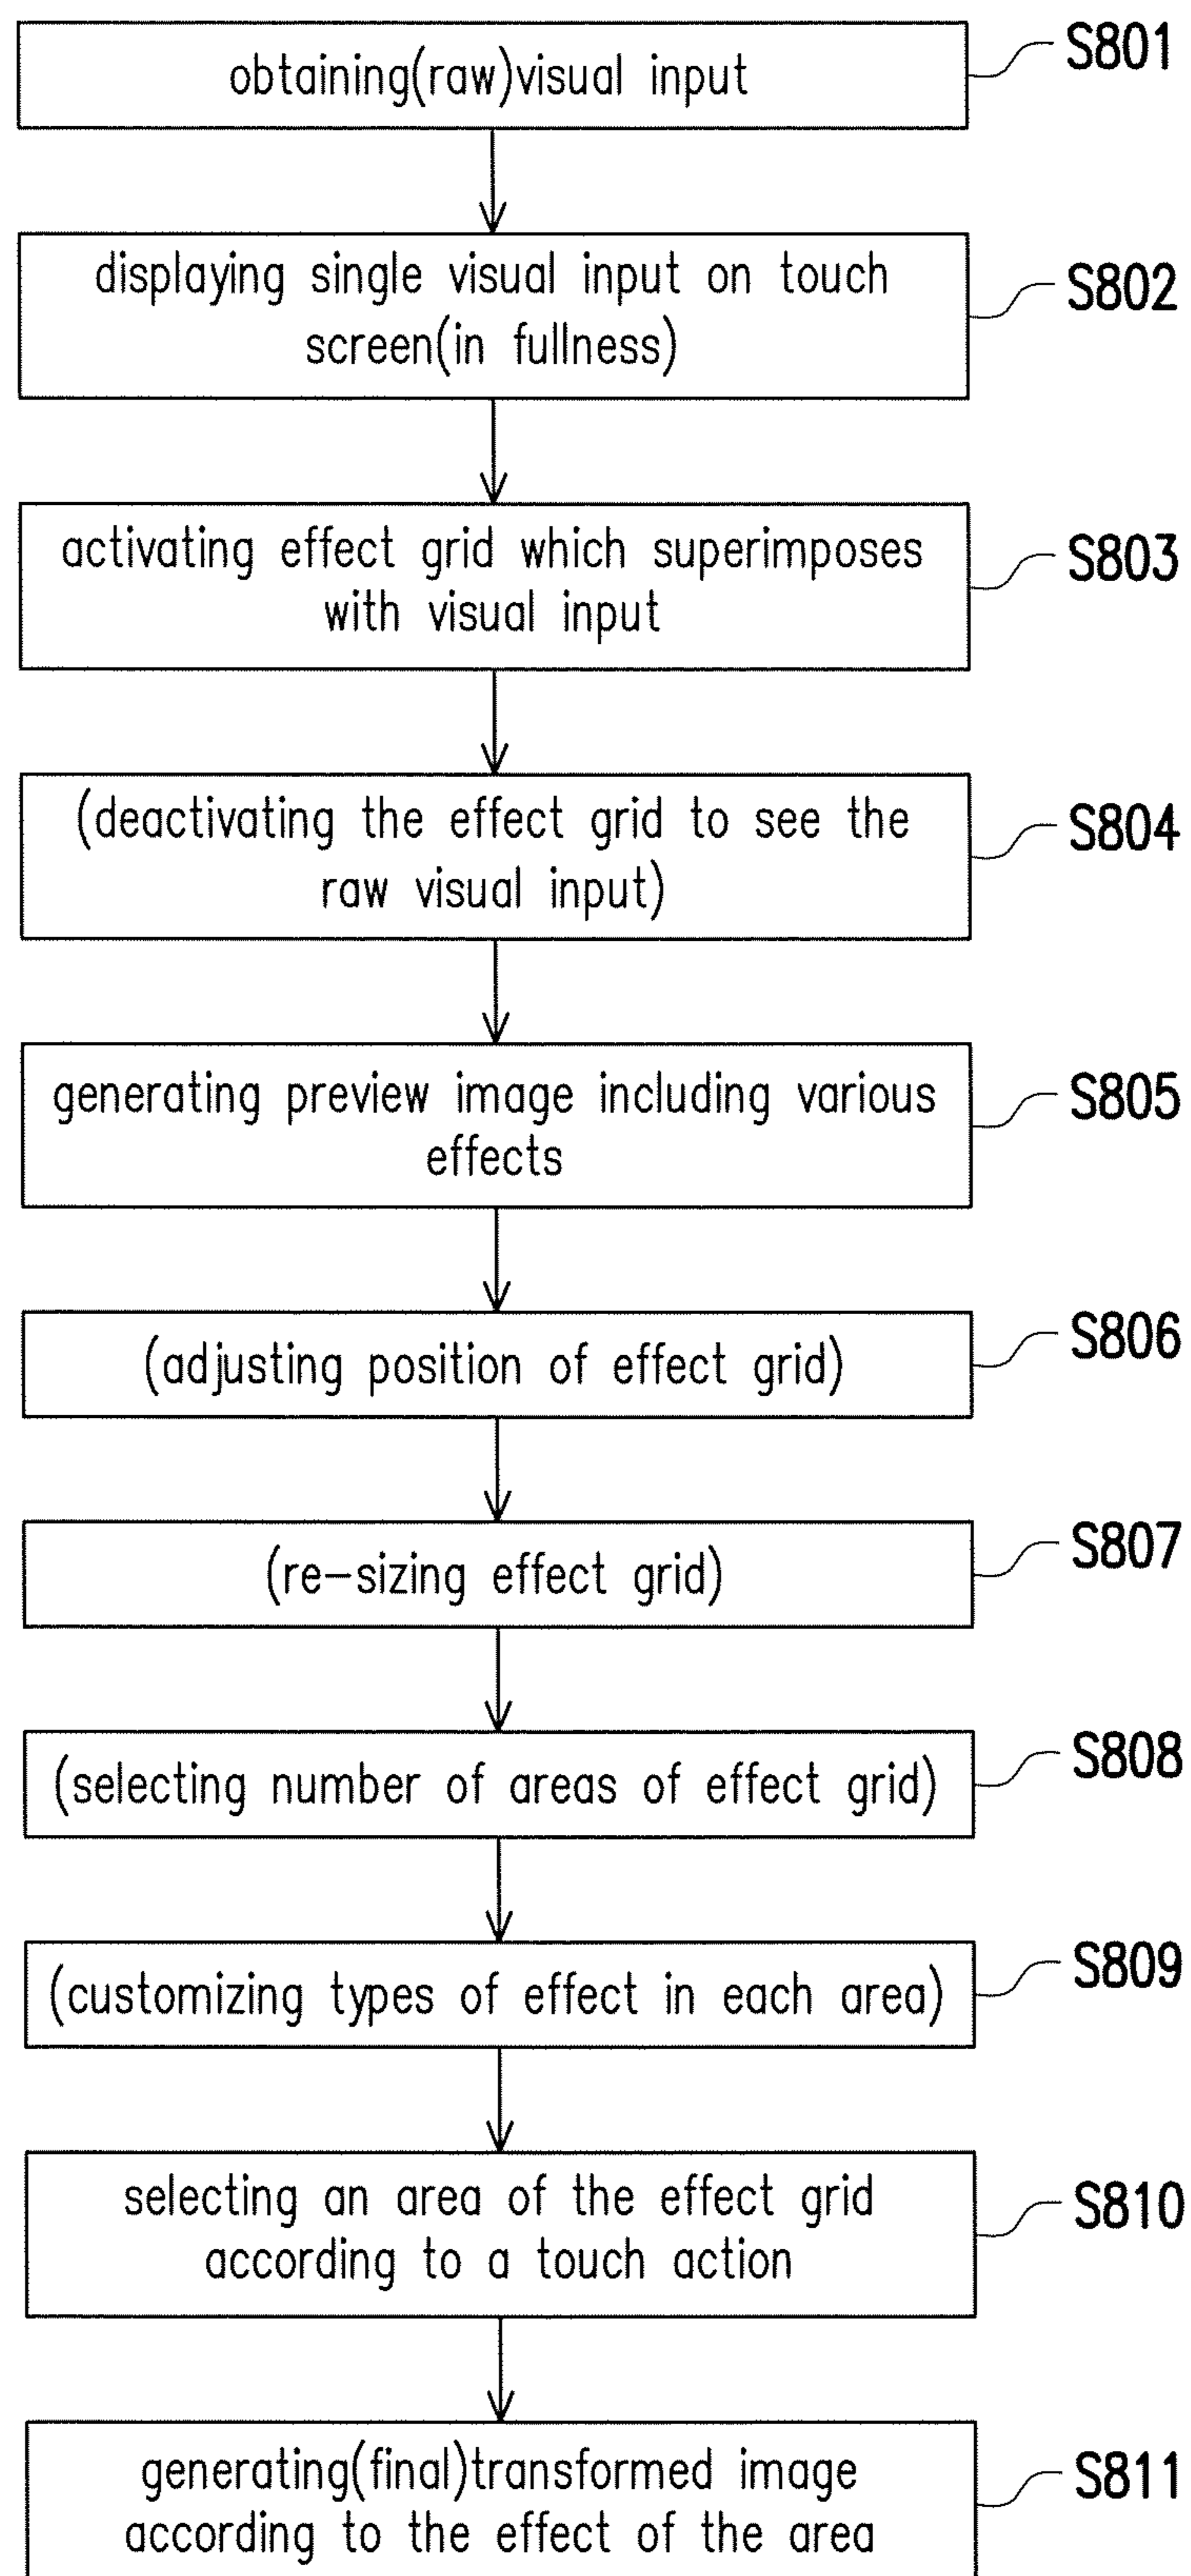 obtaining(raw)visual input
S801
displaying single visual input on touch
screen(in fullness)
S802
activating effect grid which superimposes
with visual input
S803
(deactivating the effect grid to see the
raw visual input)
S804
generating preview image including various
effects
S805
(adjusting position of effect grid)
S806
(re-sizing effect grid)
S807
(selecting number of areas of effect grid)
S808
(customizing types of effect in each area)
S809
selecting an area of the effect grid
according to a touch action
S810
generating(final)transformed image
according to the effect of the area
S811